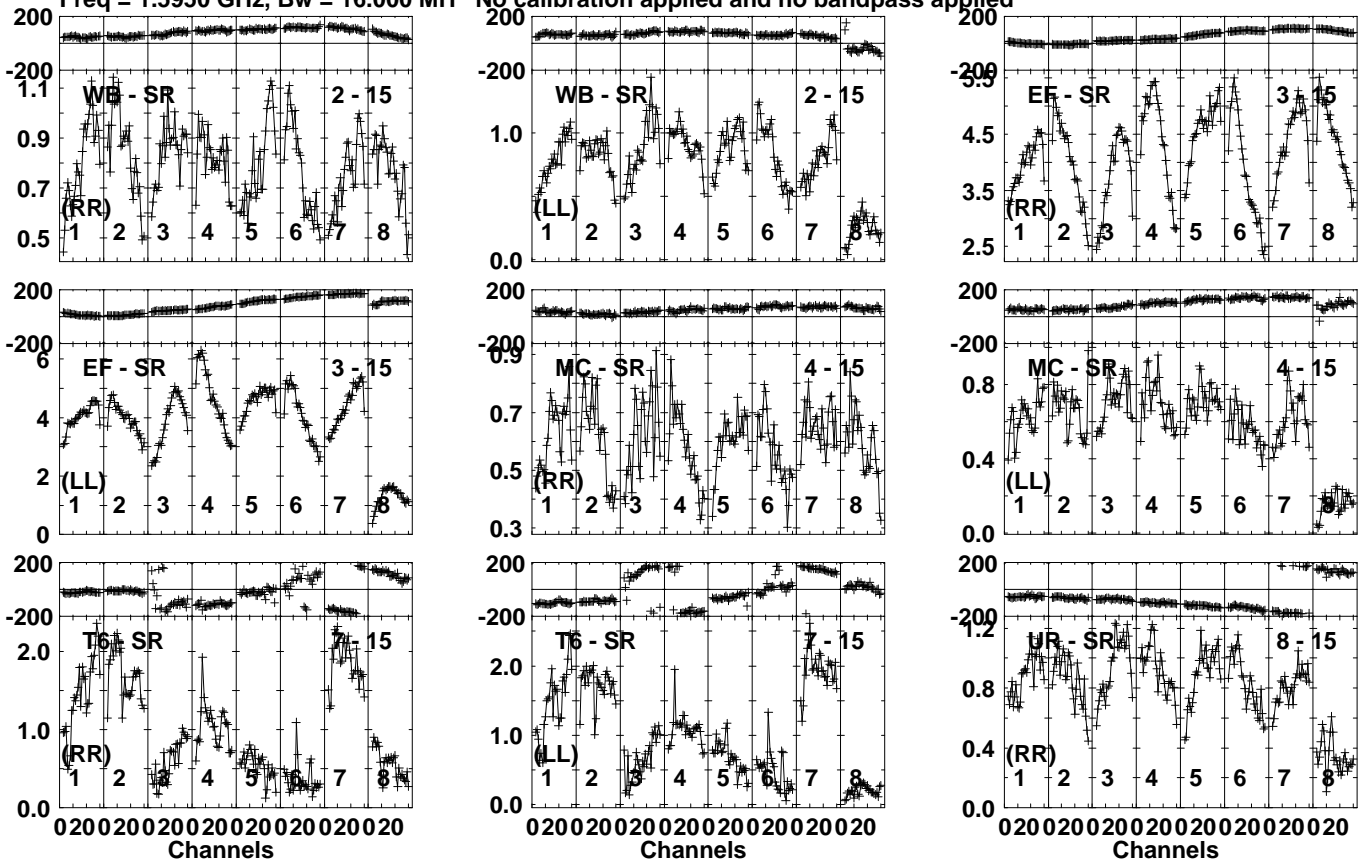 Freq = 1.5950 GHz, Bw = 16.000 MH No calibration applied and no bandpass applied
200 200 200
-200 -200 -200
WB - SR 2 - 15 WB - SR 2 - 15 EF - SR 3 - 15
1.1 1.0 5.5
0.9 4.5
0.7 3.5
(RR) (LL) (RR)
1 2 3 4 5 6 7 8 1 2 3 4 5 6 7 8 1 2 3 4 5 6 7 8
0.5 0.0 2.5
200 200 200
-200 -200 -200
EF - SR 3 - 15 MC - SR 4 - 15 MC - SR 4 - 15
6 0.9 0.8
4 0.7
2 0.5 0.4
(LL) (RR) (LL)
1 2 3 4 5 6 7 8 1 2 3 4 5 6 7 8 1 2 3 4 5 6 7 8
0 0.3 0.0
200 200 200
-200 -200 -200
T6 - SR 7 - 15 T6 - SR 7 - 15 UR - SR 8 - 15
2.0 2.0 1.2
0.8
1.0 1.0 0.4
(RR) (LL) (RR)
1 2 3 4 5 6 7 8 1 2 3 4 5 6 7 8 1 2 3 4 5 6 7 8
0.0 0.0 0.0
0 20 0 20 0 20 0 20 0 20 0 20 0 20 0 20 0 20 0 20 0 20 0 20 0 20 0 20 0 20 0 20 0 20 0 20 0 20 0 20 0 20 0 20 0 20 0 20
Channels Channels Channels